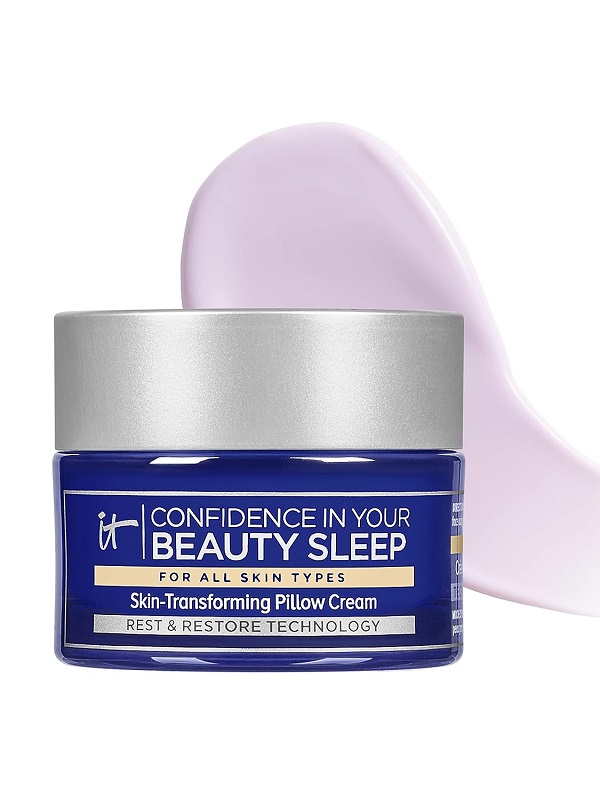 it
CONFIDENCE IN YOUR
BEAUTY SLEEP
FOR ALL SKIN TYPES
Skin-Transforming Pillow Cream
REST & RESTORE TECHNOLOGY